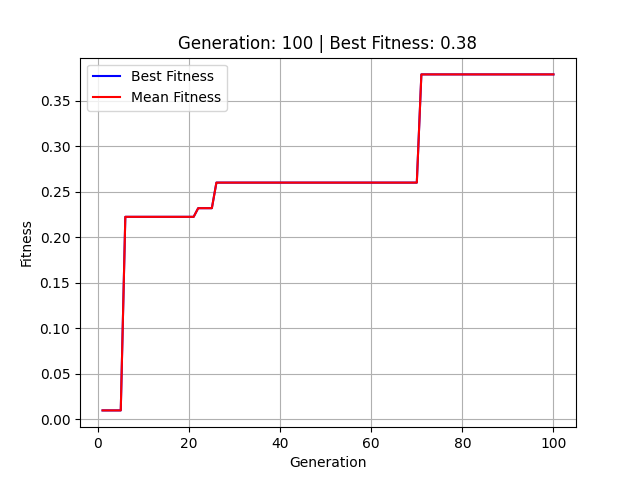 Generation: 100 | Best Fitness: 0.38
Best Fitness
Mean Fitness
Fitness
0.35
0.30
0.25
0.20
0.15
0.10
0.05
0.00
0 20 40 60 80 100
Generation